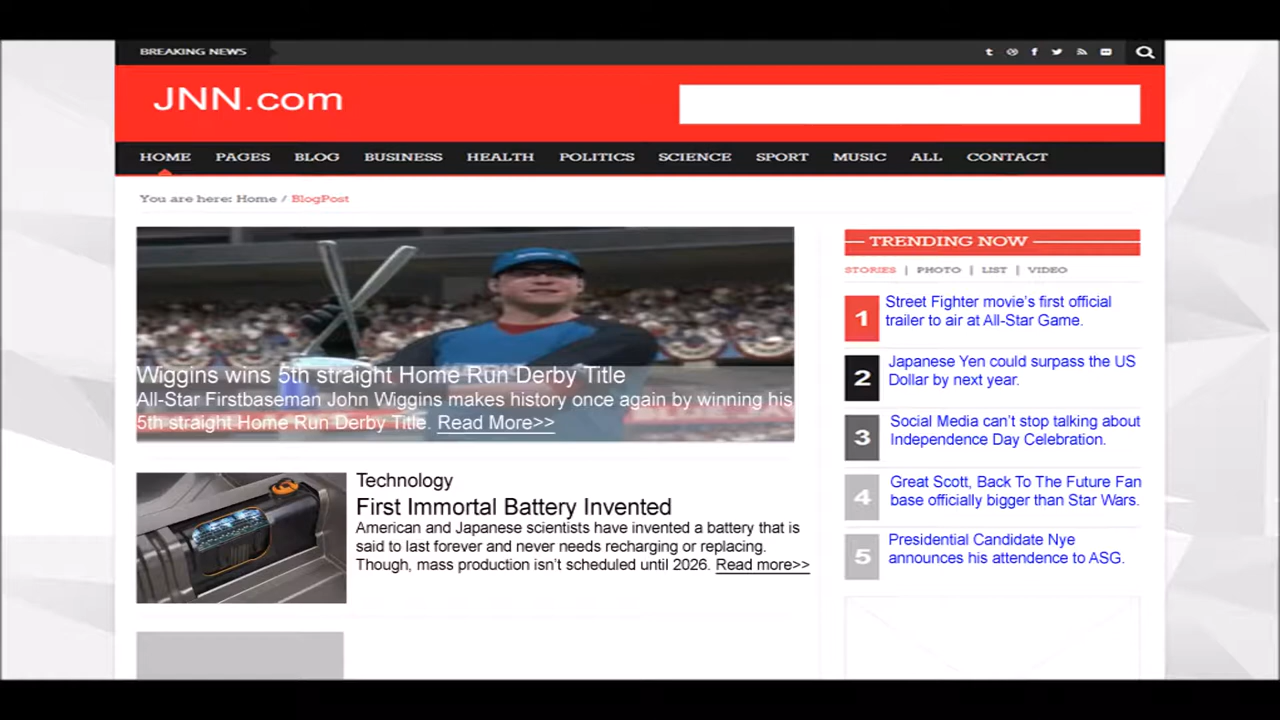 BREAKING NEWS
JNN.com
HOME PAGES BLOG BUSINESS HEALTH POLITICS SCIENCE SPORT MUSIC ALL CONTACT
You are here: Home / BlogPost
Wiggins wins 5th straight Home Run Derby Title
All-Star Firstbaseman John Wiggins makes history once again by winning his
5th straight Home Run Derby Title. Read More>>
Technology
First Immortal Battery Invented
American and Japanese scientists have invented a battery that is
said to last forever and never needs recharging or replacing.
Though, mass production isn't scheduled until 2026. Read more>>
TRENDING NOW
STORIES | PHOTO | LIST | VIDEO
1 Street Fighter movie's first official
trailer to air at All-Star Game.
2 Japanese Yen could surpass the US
Dollar by next year.
3 Social Media can't stop talking about
Independence Day Celebration.
4 Great Scott, Back To The Future Fan
base officially bigger than Star Wars.
5 Presidential Candidate Nye
announces his attendence to ASG.